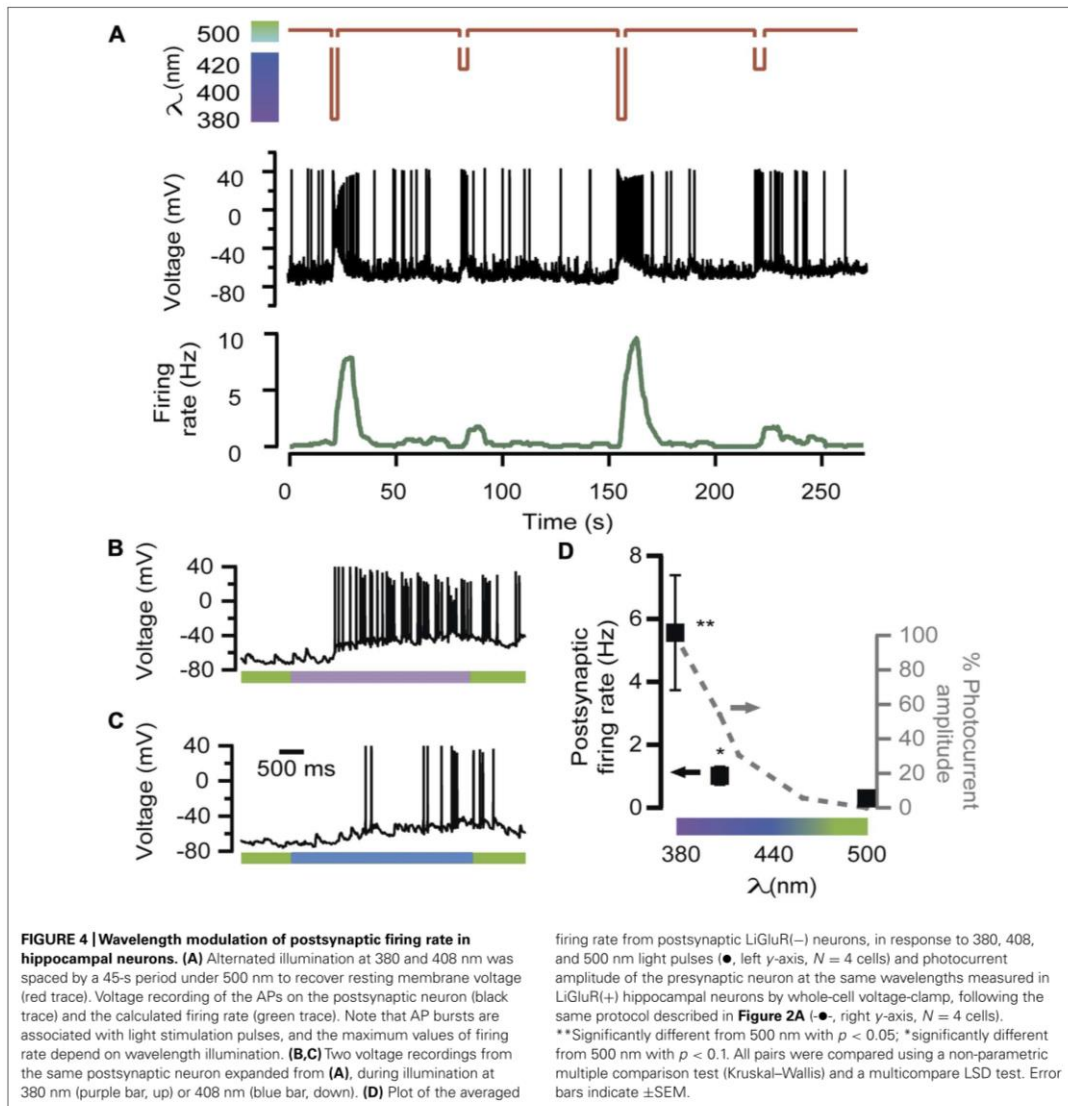 A
500
420
400
380
λ(nm)
40
0
-40
-80
Voltage (mV)
10
5
0
Firing
rate (Hz)
0 50 100 150 200 250
Time (s)
B
40
0
-40
-80
Voltage (mV)
C
40
0
-40
-80
Voltage (mV)
500 ms
D
8
6
4
2
0
Postsynaptic
firing rate (Hz)
**
*
100
80
60
40
20
0
% Photocurrent
amplitude
380 440 500
λ(nm)
FIGURE 4 | Wavelength modulation of postsynaptic firing rate in
hippocampal neurons. (A) Alternated illumination at 380 and 408 nm was
spaced by a 45-s period under 500 nm to recover resting membrane voltage
(red trace). Voltage recording of the APs on the postsynaptic neuron (black
trace) and the calculated firing rate (green trace). Note that AP bursts are
associated with light stimulation pulses, and the maximum values of firing
rate depend on wavelength illumination. (B,C) Two voltage recordings from
the same postsynaptic neuron expanded from (A), during illumination at
380 nm (purple bar, up) or 408 nm (blue bar, down). (D) Plot of the averaged
firing rate from postsynaptic LiGluR(−) neurons, in response to 380, 408,
and 500 nm light pulses (●, left y-axis, N = 4 cells) and photocurrent
amplitude of the presynaptic neuron at the same wavelengths measured in
LiGluR(+) hippocampal neurons by whole-cell voltage-clamp, following the
same protocol described in Figure 2A (-●-, right y-axis, N = 4 cells).
**Significantly different from 500 nm with p < 0.05; *significantly different
from 500 nm with p < 0.1. All pairs were compared using a non-parametric
multiple comparison test (Kruskal–Wallis) and a multicompare LSD test. Error
bars indicate ±SEM.